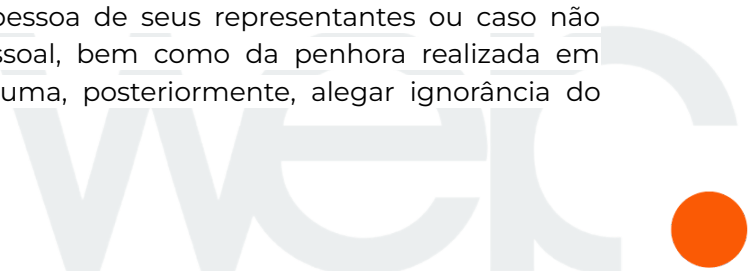 pessoa de seus representantes ou caso não
ssoal, bem como da penhora realizada em
uma, posteriormente, alegar ignorância do